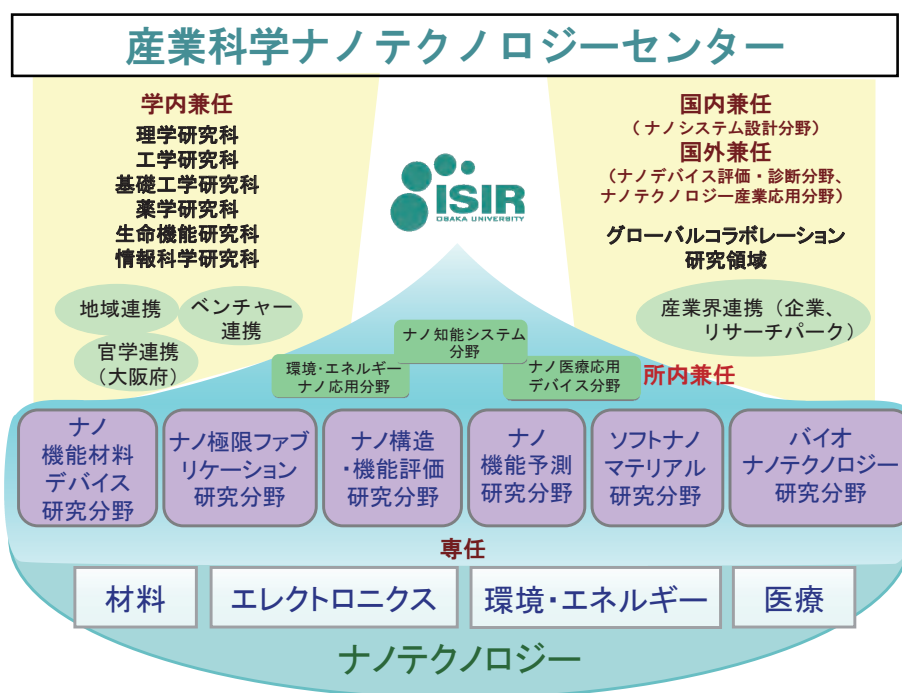 産業科学ナノテクノロジーセンター
学内兼任
理学研究科
工学研究科
基礎工学研究科
薬学研究科
生命機能研究科
情報科学研究科
地域連携
ベンチャー
連携
官学連携
(大阪府)
ISIR
OSAKA UNIVERSITY
国内兼任
(ナノシステム設計分野)
国外兼任
(ナノデバイス評価・診断分野、
ナノテクノロジー産業応用分野)
グローバルコラボレーション
研究領域
産業界連携(企業、
リサーチパーク)
ナノ知能システム
分野
環境・エネルギー
ナノ応用分野
ナノ医療応用
デバイス分野
所内兼任
ナノ
機能材料
デバイス
研究分野
ナノ極限ファブ
リケーション
研究分野
ナノ構造
・機能評価
研究分野
ナノ
機能予測
研究分野
ソフトナノ
マテリアル
研究分野
バイオ
ナノテクノロジー
研究分野
専任
材料
エレクトロニクス
環境・エネルギー
医療
ナノテクノロジー